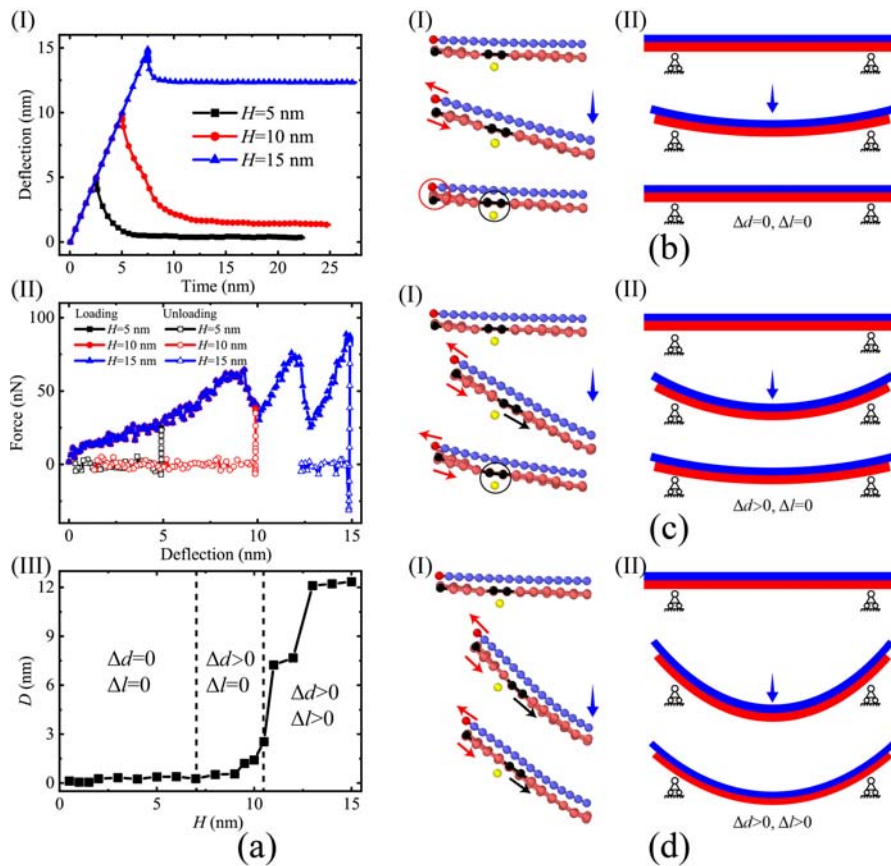 (I)
Deflection (nm)
15
10
5
0
H=5 nm
H=10 nm
H=15 nm
0 5 10 15 20 25
Time (nm)
(II)
Force (nN)
100
50
0
Loading Unloading
H=5 nm H=5 nm
H=10 nm H=10 nm
H=15 nm H=15 nm
0 5 10 15
Deflection (nm)
(III)
D (nm)
12
9
6
3
0
Δd=0
Δl=0
Δd>0
Δl=0
Δd>0
Δl>0
0 5 10 15
H (nm)
(a)
(I)
(II)
Δd=0, Δl=0
(b)
(I)
(II)
Δd>0, Δl=0
(c)
(I)
(II)
Δd>0, Δl>0
(d)